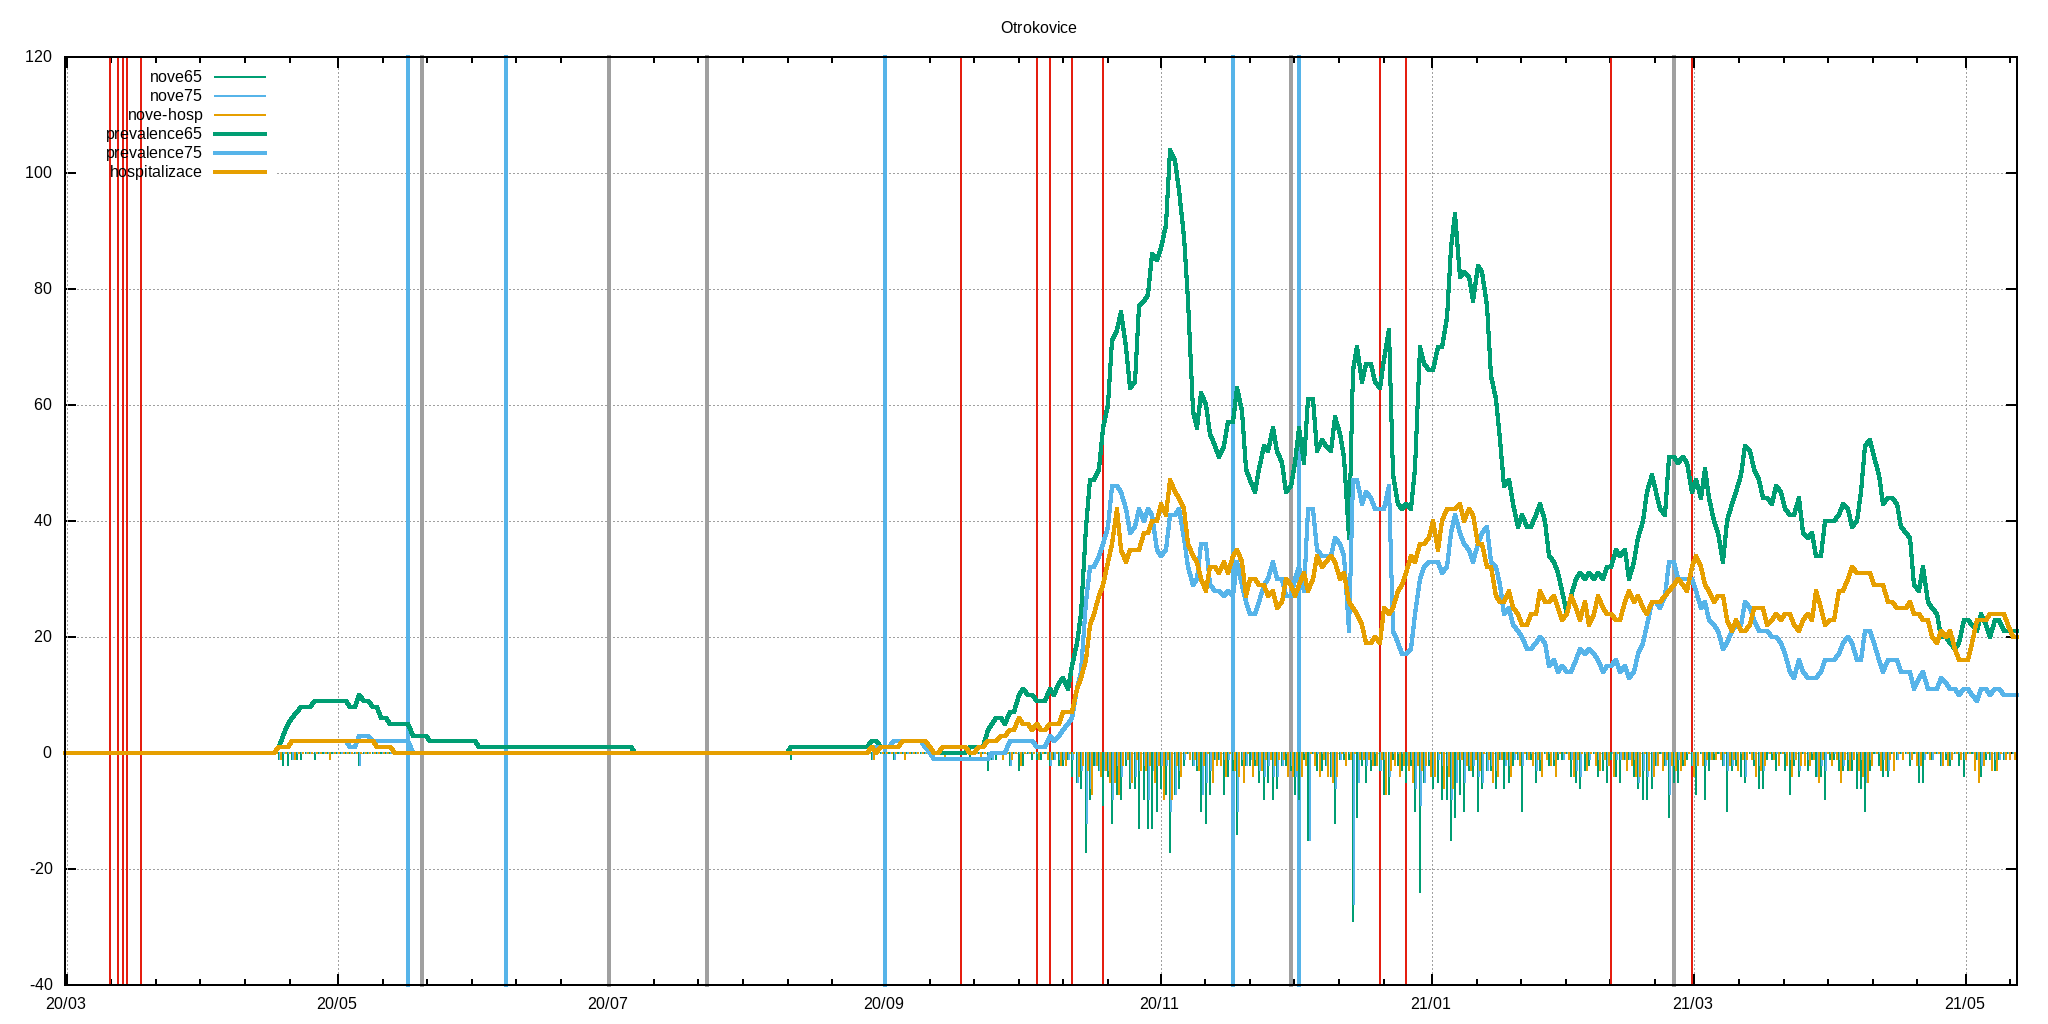 Otrokovice
120
nove65
nove75
nove-hosp
prevalence65
prevalence75
hospitalizace
100
80
60
40
20
0
-20
-40
20/03 20/05 20/07 20/09 20/11 21/01 21/03 21/05